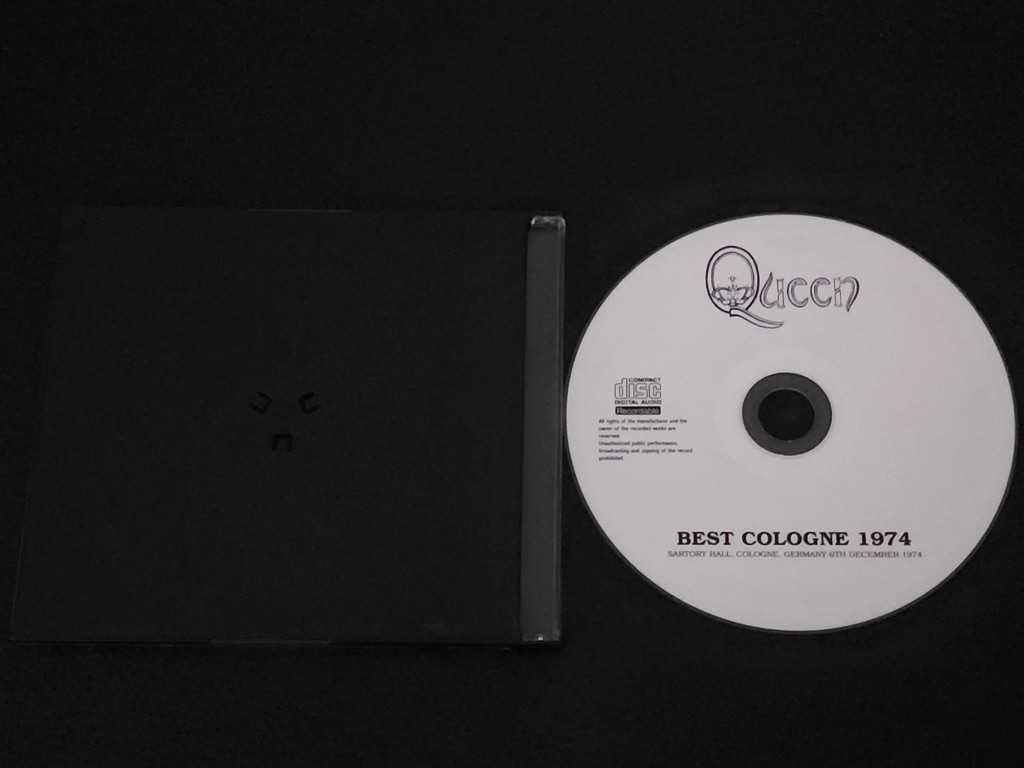 Queen
COMPACT
disc
DIGITAL AUDIO
Recordable
All rights of the manufacturer and the
owner of the recorded works are
reserved.
Unauthorized public performance,
broadcasting and copying of the record
prohibited.
BEST COLOGNE 1974
SARTORY HALL, COLOGNE, GERMANY 6TH DECEMBER 1974